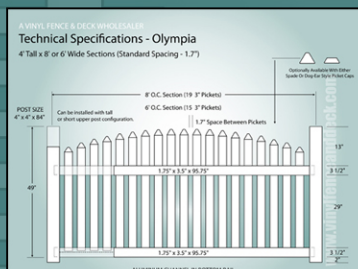 A VINYL FENCE & DECK WHOLESALER
Technical Specifications - Olympia
4' Tall x 8' or 6' Wide Sections (Standard Spacing - 1.7")
Optionally Available With Either
Spade Or Dog-Ear Style Picket Caps
8' O.C. Section (19 3" Pickets)
POST SIZE
4" x 4" x 84"
6' O.C. Section (15 3" Pickets)
Can be installed with tall
or short upper post configuration.
1.7" Space Between Pickets
13"
1.75" x 3.5" x 95.75"
3 1/2"
49"
29"
1.75" x 3.5" x 95.75"
3 1/2"
2"